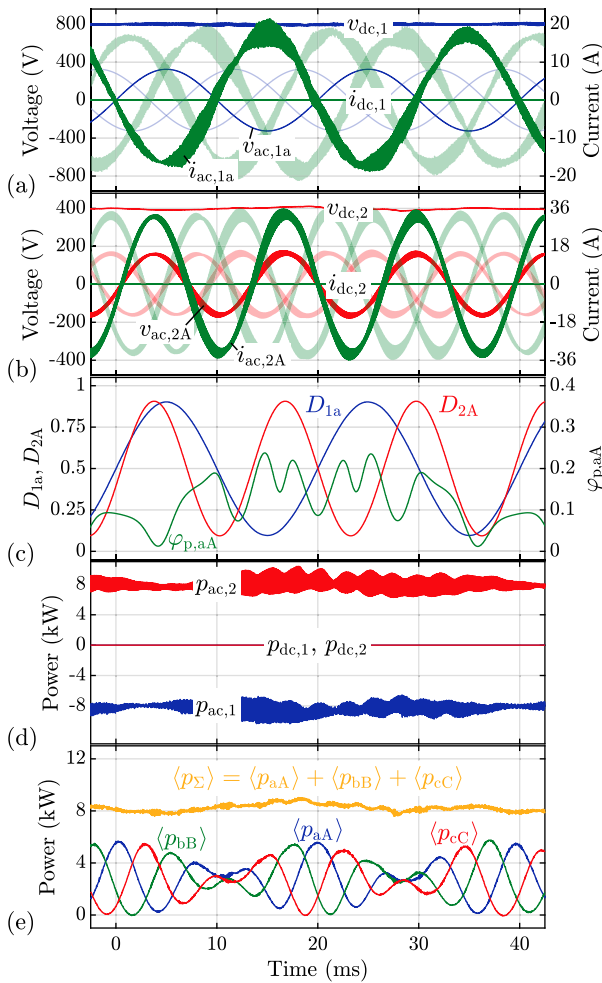 800
400
0
-400
-800
Voltage (V)
20
10
0
-10
-20
Current (A)
v_dc,1
i_dc,1
v_ac,1a
i_ac,1a
(a)
400
200
0
-200
-400
Voltage (V)
36
18
0
-18
-36
Current (A)
v_dc,2
i_dc,2
v_ac,2A
i_ac,2A
(b)
1
0.75
0.5
0.25
0
D_1a, D_2A
0.4
0.3
0.2
0.1
0
φ_p,aA
D_1a
D_2A
φ_p,aA
(c)
8
4
0
-4
-8
Power (kW)
p_ac,2
p_dc,1, p_dc,2
p_ac,1
(d)
12
8
4
0
Power (kW)
⟨p_Σ⟩ = ⟨p_aA⟩ + ⟨p_bB⟩ + ⟨p_cC⟩
⟨p_bB⟩
⟨p_aA⟩
⟨p_cC⟩
(e)
0 10 20 30 40
Time (ms)